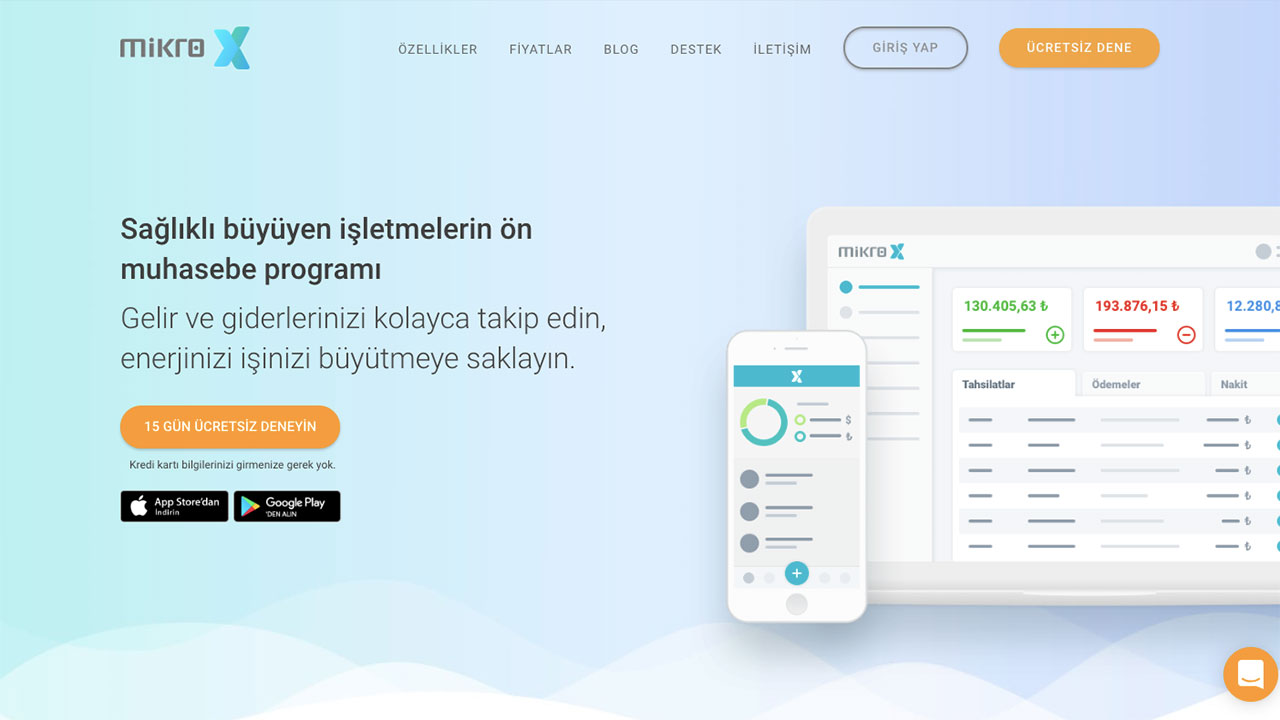 mikro X
ÖZELLİKLER FİYATLAR BLOG DESTEK İLETİŞİM GİRİŞ YAP ÜCRETSİZ DENE
Sağlıklı büyüyen işletmelerin ön
muhasebe programı
Gelir ve giderlerinizi kolayca takip edin,
enerjinizi işinizi büyütmeye saklayın.
15 GÜN ÜCRETSİZ DENEYİN
Kredi kartı bilgilerinizi girmenize gerek yok.
App Store'dan
İndirin
Google Play
'DEN ALIN
mikro X
130.405,63 ₺ 193.876,15 ₺ 12.280,8
Tahsilatlar Ödemeler Nakit
X
$
₺
₺
₺
₺
₺
₺
₺